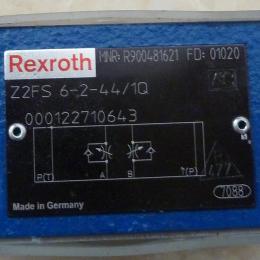 Rexroth MNR: R900481621 FD: 01020
Z2FS 6-2-44/1Q
000122710643
P(T) A B T(P)
Made in Germany 7088